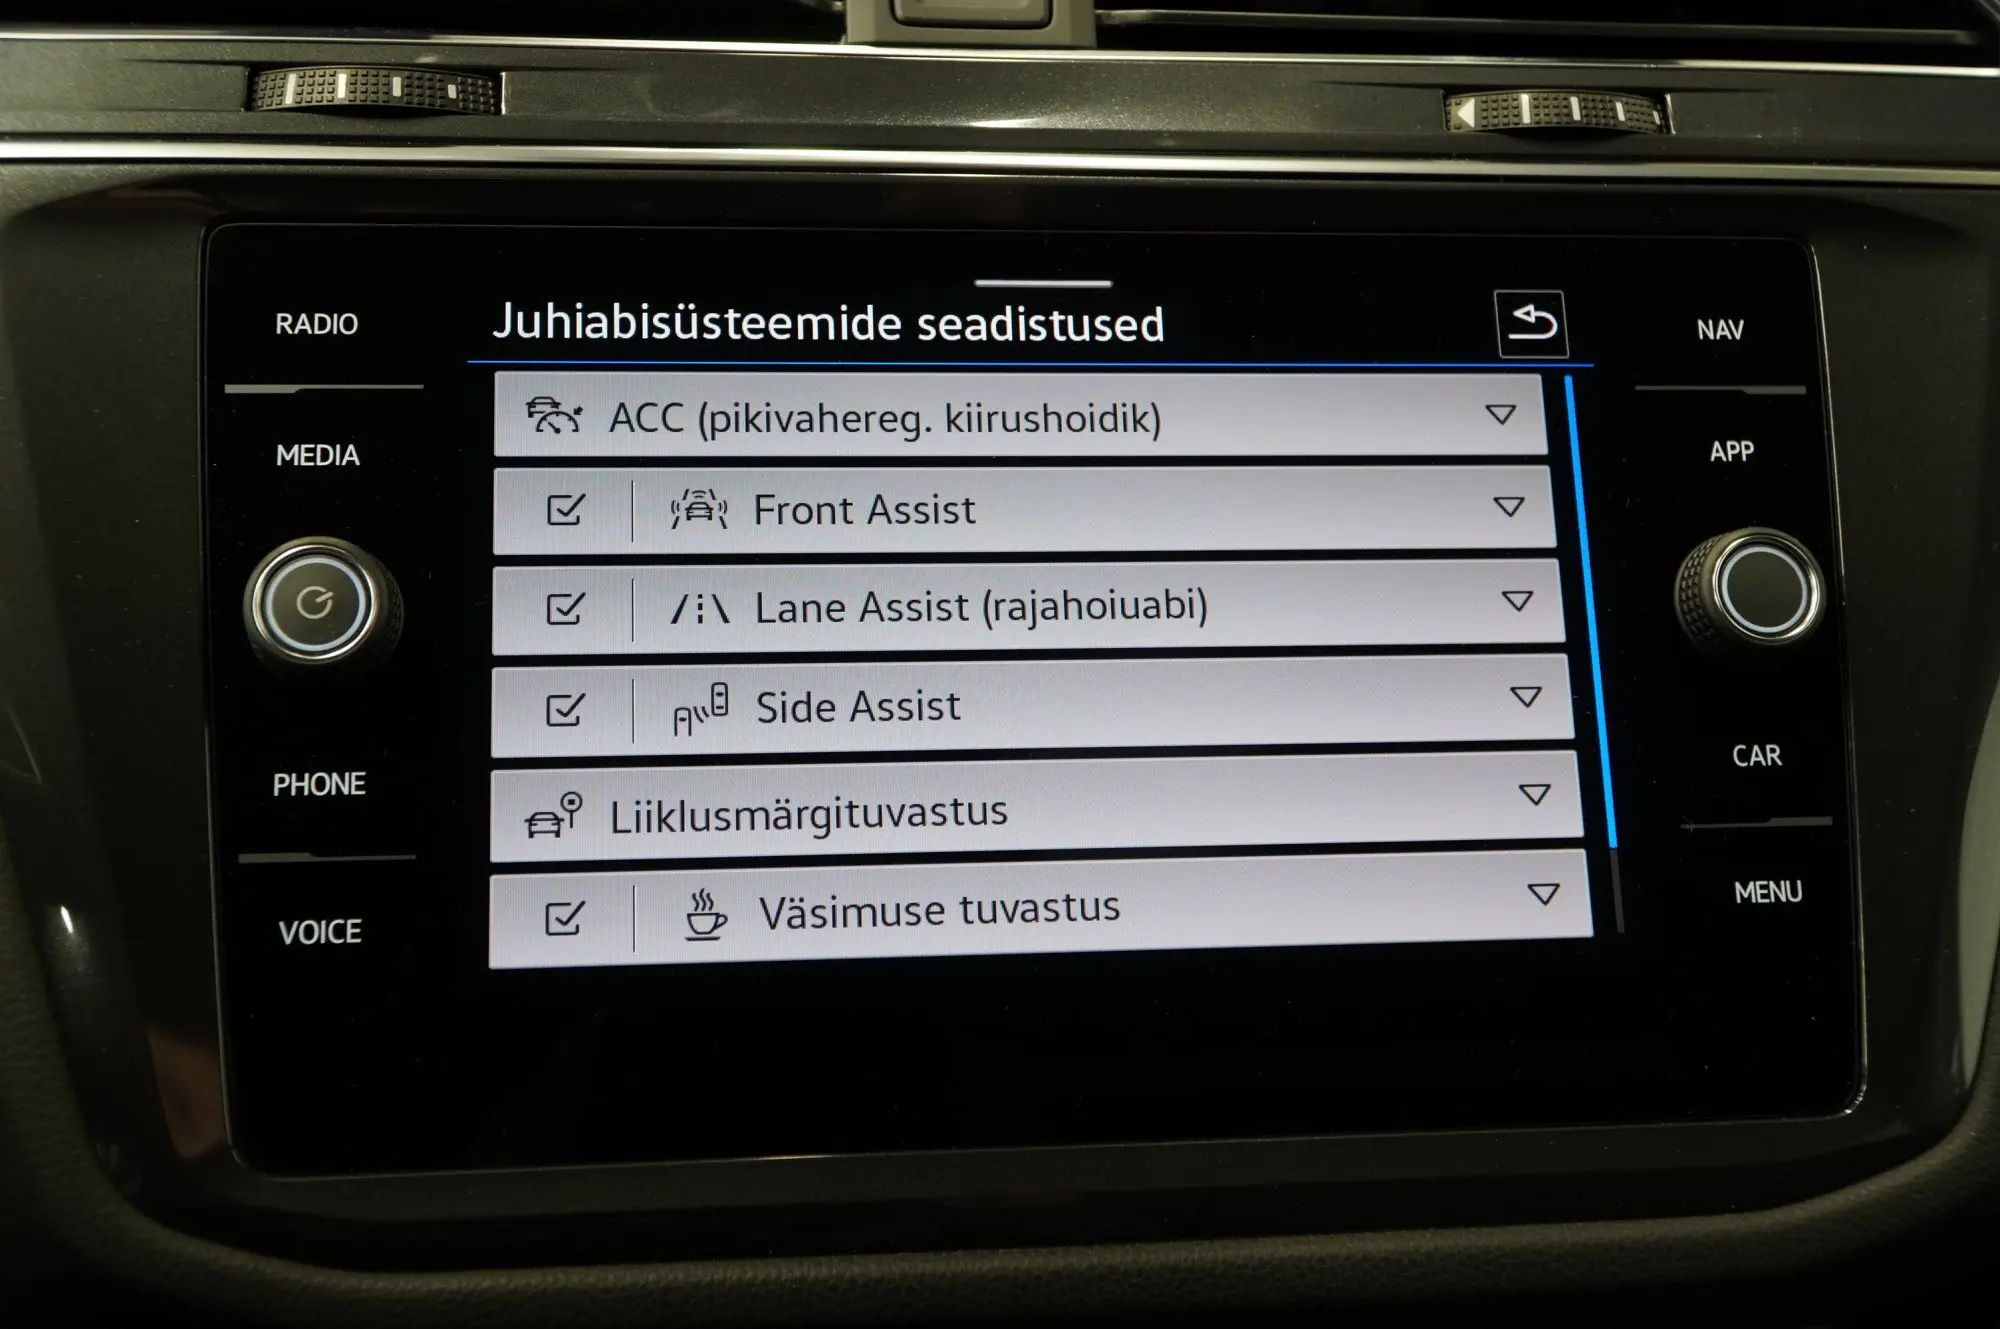 RADIO
MEDIA
PHONE
VOICE
Juhiabisüsteemide seadistused
ACC (pikivahereg. kiirushoidik)
Front Assist
Lane Assist (rajahoiuabi)
Side Assist
Liiklusmärgituvastus
Väsimuse tuvastus
NAV
APP
CAR
MENU